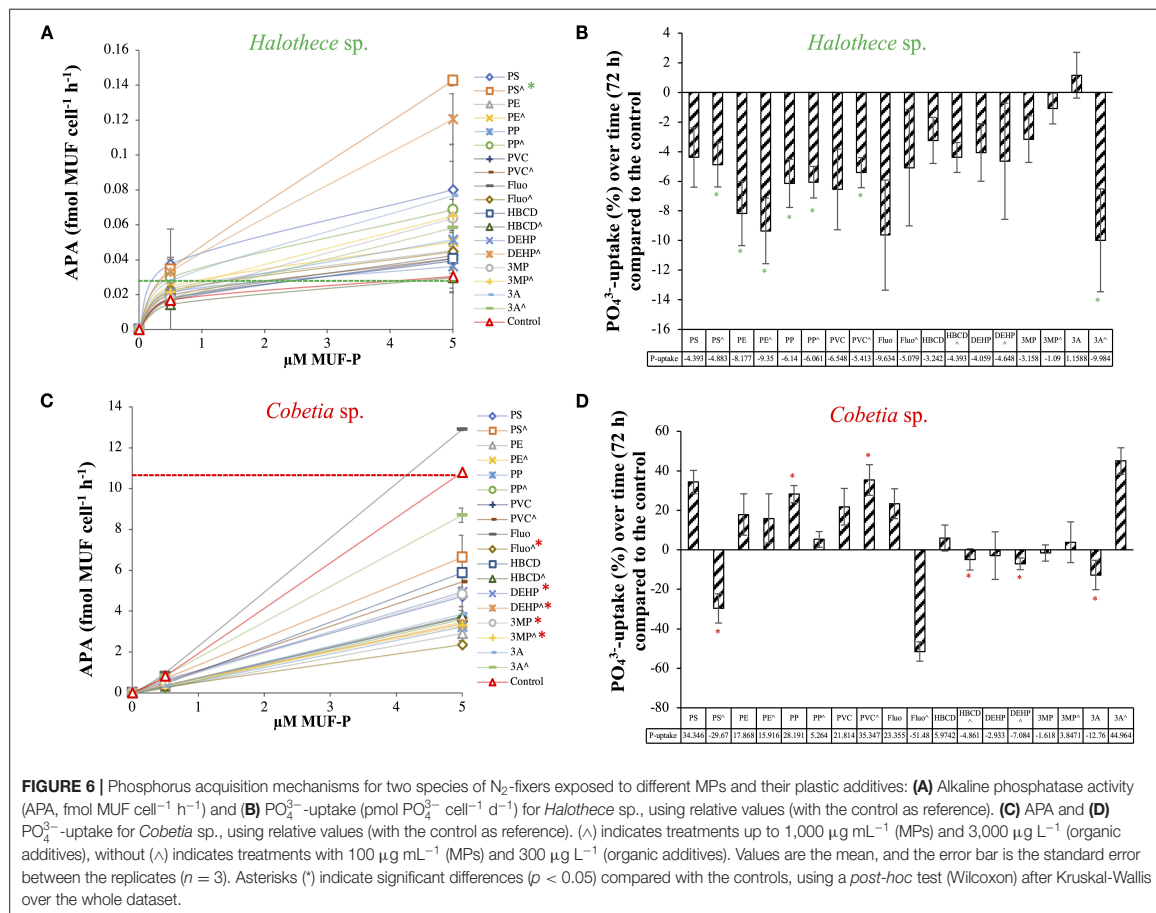 A
Halothece sp.
APA (fmol MUF cell⁻¹ h⁻¹)
0.16
0.14
0.12
0.1
0.08
0.06
0.04
0.02
0
0 1 2 3 4 5
µM MUF-P
PS
PS^ *
PE
PE^
PP
PP^
PVC
PVC^
Fluo
Fluo^
HBCD
HBCD^
DEHP
DEHP^
3MP
3MP^
3A
3A^
Control
B
Halothece sp.
PO₄³⁻-uptake (%) over time (72 h)
compared to the control
4
2
0
-2
-4
-6
-8
-10
-12
-14
-16
* * * * * * *
PS PS^ PE PE^ PP PP^ PVC PVC^ Fluo Fluo^ HBCD HBCD^ DEHP DEHP^ 3MP 3MP^ 3A 3A^
P-uptake -4.393 -4.883 -8.177 -9.35 -6.14 -6.061 -6.548 -5.413 -9.634 -5.079 -3.242 -4.393 -4.059 -4.648 -3.158 -1.09 1.1588 -9.984
C
Cobetia sp.
APA (fmol MUF cell⁻¹ h⁻¹)
14
12
10
8
6
4
2
0
0 1 2 3 4 5
µM MUF-P
PS
PS^
PE
PE^
PP
PP^
PVC
PVC^
Fluo
Fluo^ *
HBCD
HBCD^
DEHP *
DEHP^ *
3MP *
3MP^ *
3A
3A^
Control
D
Cobetia sp.
PO₄³⁻-uptake (%) over time (72 h)
compared to the control
60
40
20
0
-20
-40
-60
-80
* * * * * *
PS PS^ PE PE^ PP PP^ PVC PVC^ Fluo Fluo^ HBCD HBCD^ DEHP DEHP^ 3MP 3MP^ 3A 3A^
P-uptake 34.346 -29.67 17.868 15.916 28.191 5.264 21.814 35.347 23.355 -51.48 5.9742 -4.861 -2.933 -7.084 -1.618 3.8471 -12.76 44.964
FIGURE 6 | Phosphorus acquisition mechanisms for two species of N₂-fixers exposed to different MPs and their plastic additives: (A) Alkaline phosphatase activity
(APA, fmol MUF cell⁻¹ h⁻¹) and (B) PO₄³⁻-uptake (pmol PO₄³⁻ cell⁻¹ d⁻¹) for Halothece sp., using relative values (with the control as reference). (C) APA and (D)
PO₄³⁻-uptake for Cobetia sp., using relative values (with the control as reference). (∧) indicates treatments up to 1,000 µg mL⁻¹ (MPs) and 3,000 µg L⁻¹ (organic
additives), without (∧) indicates treatments with 100 µg mL⁻¹ (MPs) and 300 µg L⁻¹ (organic additives). Values are the mean, and the error bar is the standard error
between the replicates (n = 3). Asterisks (*) indicate significant differences (p < 0.05) compared with the controls, using a post-hoc test (Wilcoxon) after Kruskal-Wallis
over the whole dataset.